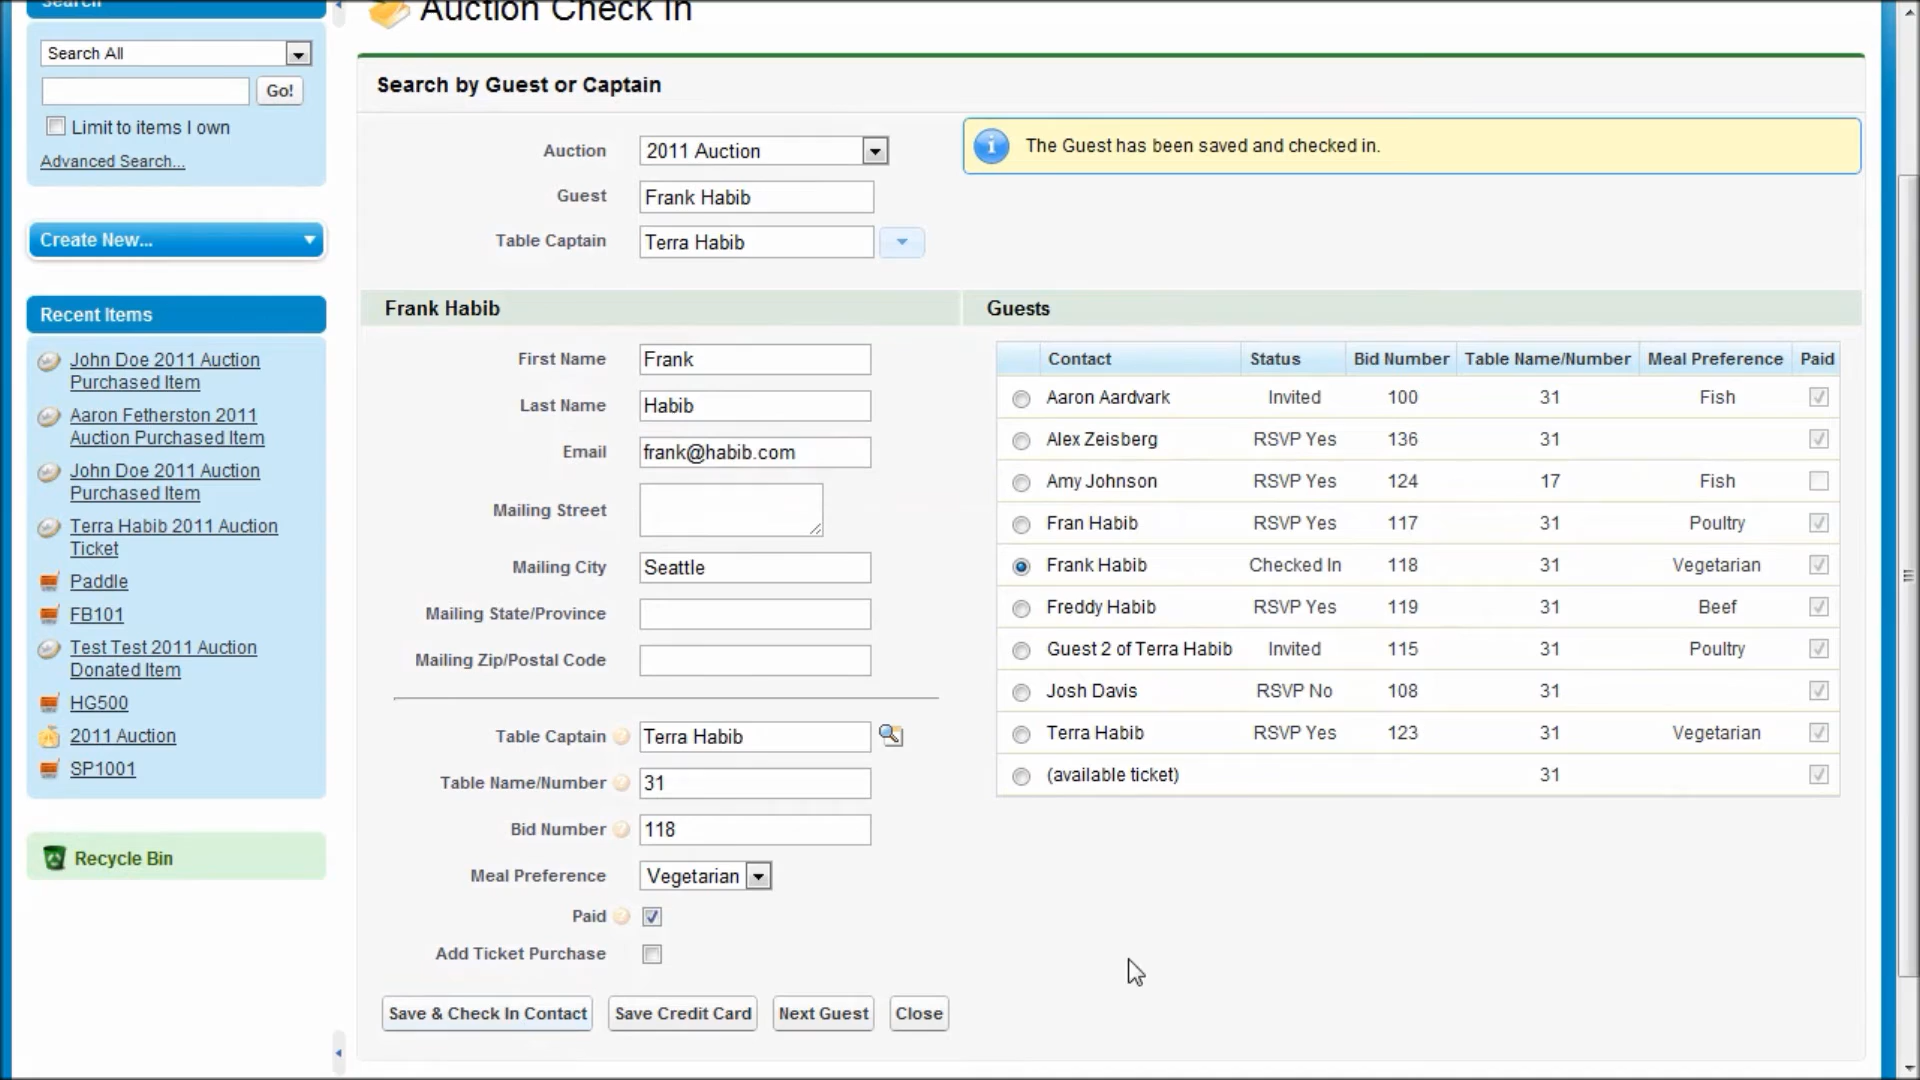 Search
Auction Check In
Search All
Go!
Limit to items I own
Advanced Search...
Create New...
Recent Items
John Doe 2011 Auction
Purchased Item
Aaron Fetherston 2011
Auction Purchased Item
John Doe 2011 Auction
Purchased Item
Terra Habib 2011 Auction
Ticket
Paddle
FB101
Test Test 2011 Auction
Donated Item
HG500
2011 Auction
SP1001
Recycle Bin
Search by Guest or Captain
Auction 2011 Auction
Guest Frank Habib
Table Captain Terra Habib
The Guest has been saved and checked in.
Frank Habib
First Name Frank
Last Name Habib
Email frank@habib.com
Mailing Street
Mailing City Seattle
Mailing State/Province
Mailing Zip/Postal Code
Table Captain Terra Habib
Table Name/Number 31
Bid Number 118
Meal Preference Vegetarian
Paid
Add Ticket Purchase
Save & Check In Contact Save Credit Card Next Guest Close
Guests
Contact Status Bid Number Table Name/Number Meal Preference Paid
Aaron Aardvark Invited 100 31 Fish
Alex Zeisberg RSVP Yes 136 31
Amy Johnson RSVP Yes 124 17 Fish
Fran Habib RSVP Yes 117 31 Poultry
Frank Habib Checked In 118 31 Vegetarian
Freddy Habib RSVP Yes 119 31 Beef
Guest 2 of Terra Habib Invited 115 31 Poultry
Josh Davis RSVP No 108 31
Terra Habib RSVP Yes 123 31 Vegetarian
(available ticket) 31